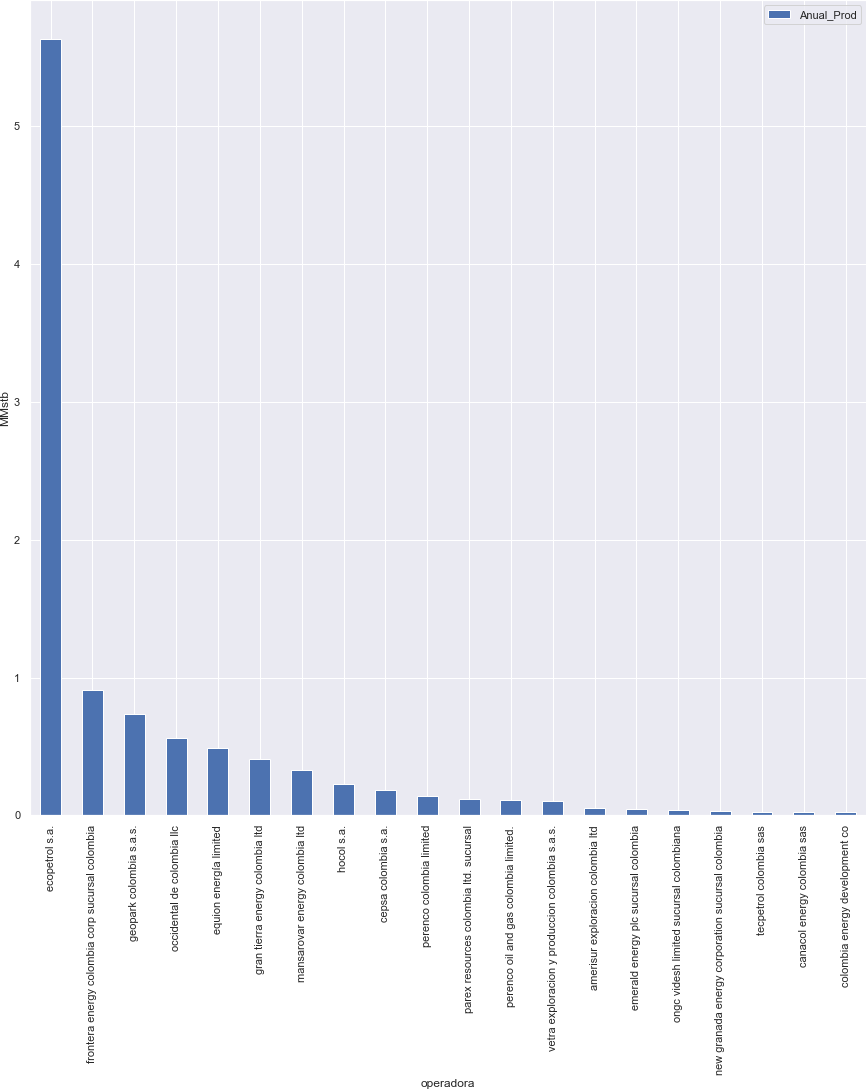 Anual_Prod
5
4
3
2
1
0
MMstb
ecopetrol s.a.
frontera energy colombia corp sucursal colombia
geopark colombia s.a.s.
occidental de colombia llc
equion energía limited
gran tierra energy colombia ltd
mansarovar energy colombia ltd
hocol s.a.
cepsa colombia s.a.
perenco colombia limited
parex resources colombia ltd. sucursal
perenco oil and gas colombia limited.
vetra exploracion y produccion colombia s.a.s.
amerisur exploracion colombia ltd
emerald energy plc sucursal colombia
ongc videsh limited sucursal colombiana
new granada energy corporation sucursal colombia
tecpetrol colombia sas
canacol energy colombia sas
colombia energy development co
operadora